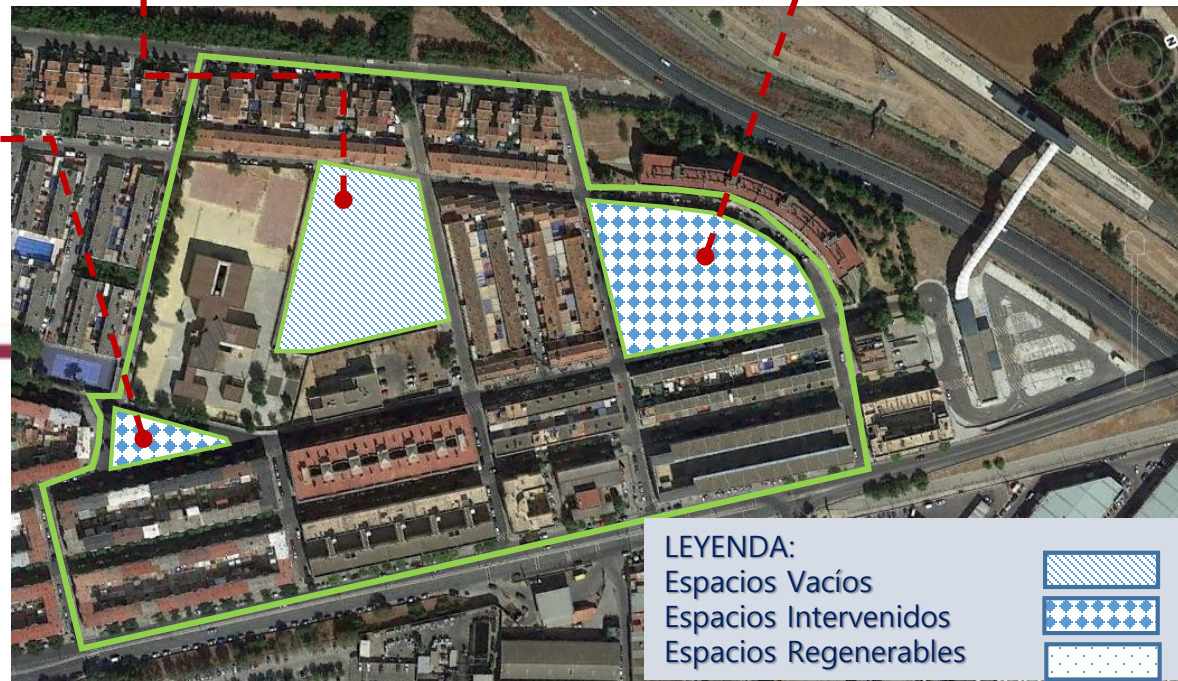 N
LEYENDA:
Espacios Vacíos
Espacios Intervenidos
Espacios Regenerables